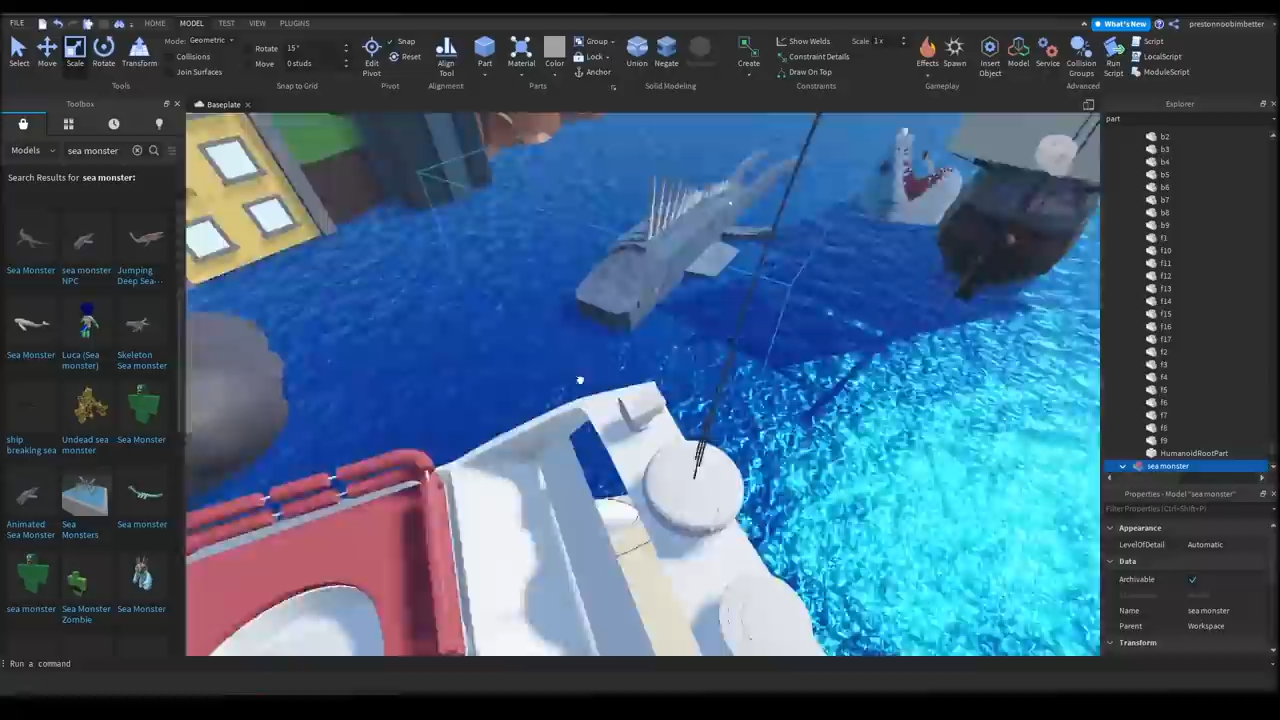 FILE
HOME
MODEL
TEST
VIEW
PLUGINS
What's New
prestonnoobimbetter
Select
Move
Scale
Rotate
Transform
Mode: Geometric
Collisions
Join Surfaces
Tools
Rotate 15°
Move 0 studs
Snap to Grid
Edit
Pivot
Snap
Reset
Pivot
Align
Tool
Alignment
Part
Material
Color
Group
Lock
Anchor
Parts
Union
Negate
Solid Modeling
Create
Show Welds
Constraint Details
Draw On Top
Scale 1x
Constraints
Effects
Spawn
Gameplay
Insert
Object
Model
Service
Collision
Groups
Run
Script
Script
LocalScript
ModuleScript
Advanced
Toolbox
Models
sea monster
Search Results for sea monster:
Sea Monster
sea monster
NPC
Jumping
Deep Sea...
Sea Monster
Luca (Sea
monster)
Skeleton
Sea monster
ship
breaking sea
Undead sea
monster
Sea Monster
Animated
Sea Monster
Sea
Monsters
Sea monster
sea monster
Sea Monster
Zombie
Sea Monster
Run a command
Baseplate
Explorer
part
b2
b3
b4
b5
b6
b7
b8
b9
f1
f10
f11
f12
f13
f14
f15
f16
f17
f2
f3
f4
f5
f6
f7
f8
f9
HumanoidRootPart
sea monster
Properties - Model "sea monster"
Filter Properties (Ctrl+Shift+P)
Appearance
LevelOfDetail Automatic
Data
Archivable
Name sea monster
Parent Workspace
Transform